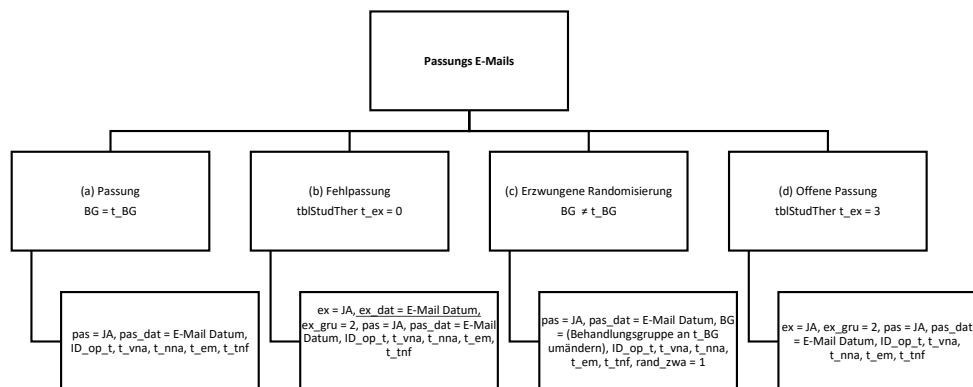 Passungs E-Mails
(a) Passung
BG = t_BG
(b) Fehlpassung
tblStudTher t_ex = 0
(c) Erzwungene Randomisierung
BG ≠ t_BG
(d) Offene Passung
tblStudTher t_ex = 3
pas = JA, pas_dat = E-Mail Datum,
ID_op_t, t_vna, t_nna, t_em, t_tnf
ex = JA, ex_dat = E-Mail Datum,
ex_gru = 2, pas = JA, pas_dat = E-Mail
Datum, ID_op_t, t_vna, t_nna, t_em,
t_tnf
pas = JA, pas_dat = E-Mail Datum, BG
= (Behandlungsgruppe an t_BG
umändern), ID_op_t, t_vna, t_nna,
t_em, t_tnf, rand_zwa = 1
ex = JA, ex_gru = 2, pas = JA, pas_dat
= E-Mail Datum, ID_op_t, t_vna,
t_nna, t_em, t_tnf